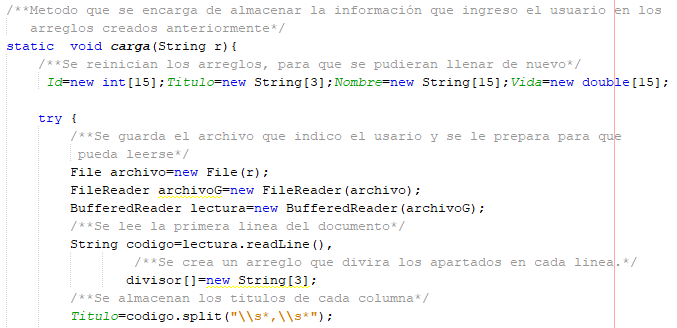 /**Metodo que se encarga de almacenar la información que ingreso el usuario en los
arreglos creados anteriormente*/
static  void carga(String r){
/**Se reinician los arreglos, para que se pudieran llenar de nuevo*/
Id=new int[15];Titulo=new String[3];Nombre=new String[15];Vida=new double[15];
try {
/**Se guarda el archivo que indico el usario y se le prepara para que
pueda leerse*/
File archivo=new File(r);
FileReader archivoG=new FileReader(archivo);
BufferedReader lectura=new BufferedReader(archivoG);
/**Se lee la primera linea del documento*/
String codigo=lectura.readLine(),
/**Se crea un arreglo que divira los apartados en cada linea.*/
divisor[]=new String[3];
/**Se almacenan los titulos de cada columna*/
Titulo=codigo.split("\\s*,\\s*");